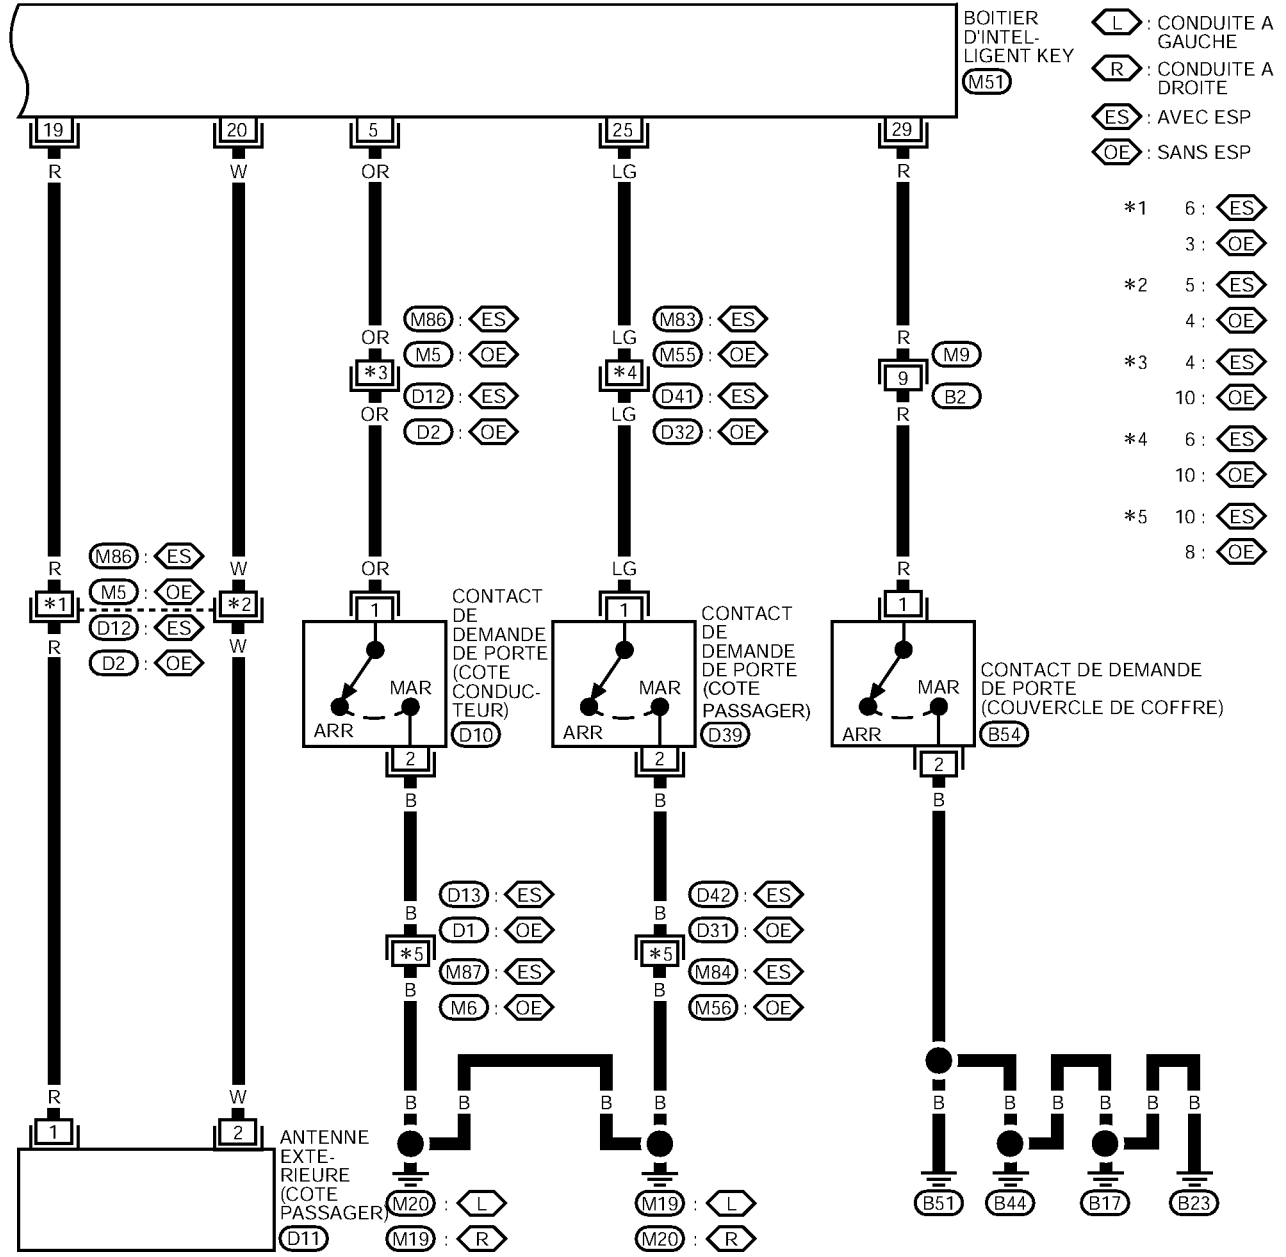 BOITIER
D'INTEL-
LIGENT KEY
M51
L : CONDUITE A
GAUCHE
R : CONDUITE A
DROITE
ES : AVEC ESP
OE : SANS ESP
19 20 5 25 29
R W OR LG R
*1 6 : ES
3 : OE
*2 5 : ES
4 : OE
*3 4 : ES
10 : OE
*4 6 : ES
10 : OE
*5 10 : ES
8 : OE
OR LG R
M86 : ES
M5 : OE
*3
D12 : ES
D2 : OE
M83 : ES
M55 : OE
*4
D41 : ES
D32 : OE
M9
9
B2
OR LG R
R W OR LG R
M86 : ES
M5 : OE
*1 *2
D12 : ES
D2 : OE
R W
1 1 1
CONTACT
DE
DEMANDE
DE PORTE
(COTE
CONDUC-
TEUR)
D10
MAR
ARR
CONTACT
DE
DEMANDE
DE PORTE
(COTE
PASSAGER)
D39
MAR
ARR
CONTACT DE DEMANDE
DE PORTE
(COUVERCLE DE COFFRE)
B54
MAR
ARR
2 2 2
B B B
D13 : ES
D1 : OE
*5
M87 : ES
M6 : OE
D42 : ES
D31 : OE
*5
M84 : ES
M56 : OE
B B
B B
R W B B B B B B B B B
1 2
ANTENNE
EXTE-
RIEURE
(COTE
PASSAGER)
D11
M20 : L
M19 : R
M19 : L
M20 : R
B51 B44 B17 B23